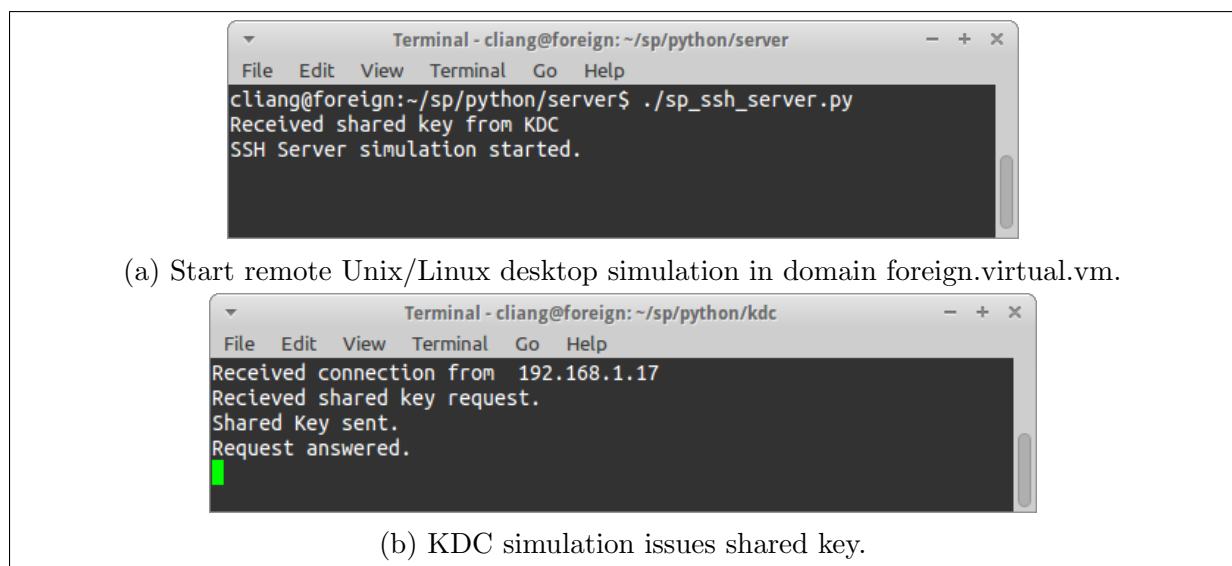 Terminal - cliang@foreign: ~/sp/python/server
File Edit View Terminal Go Help
cliang@foreign:~/sp/python/server$ ./sp_ssh_server.py
Received shared key from KDC
SSH Server simulation started.
(a) Start remote Unix/Linux desktop simulation in domain foreign.virtual.vm.
Terminal - cliang@foreign: ~/sp/python/kdc
File Edit View Terminal Go Help
Received connection from  192.168.1.17
Recieved shared key request.
Shared Key sent.
Request answered.
(b) KDC simulation issues shared key.